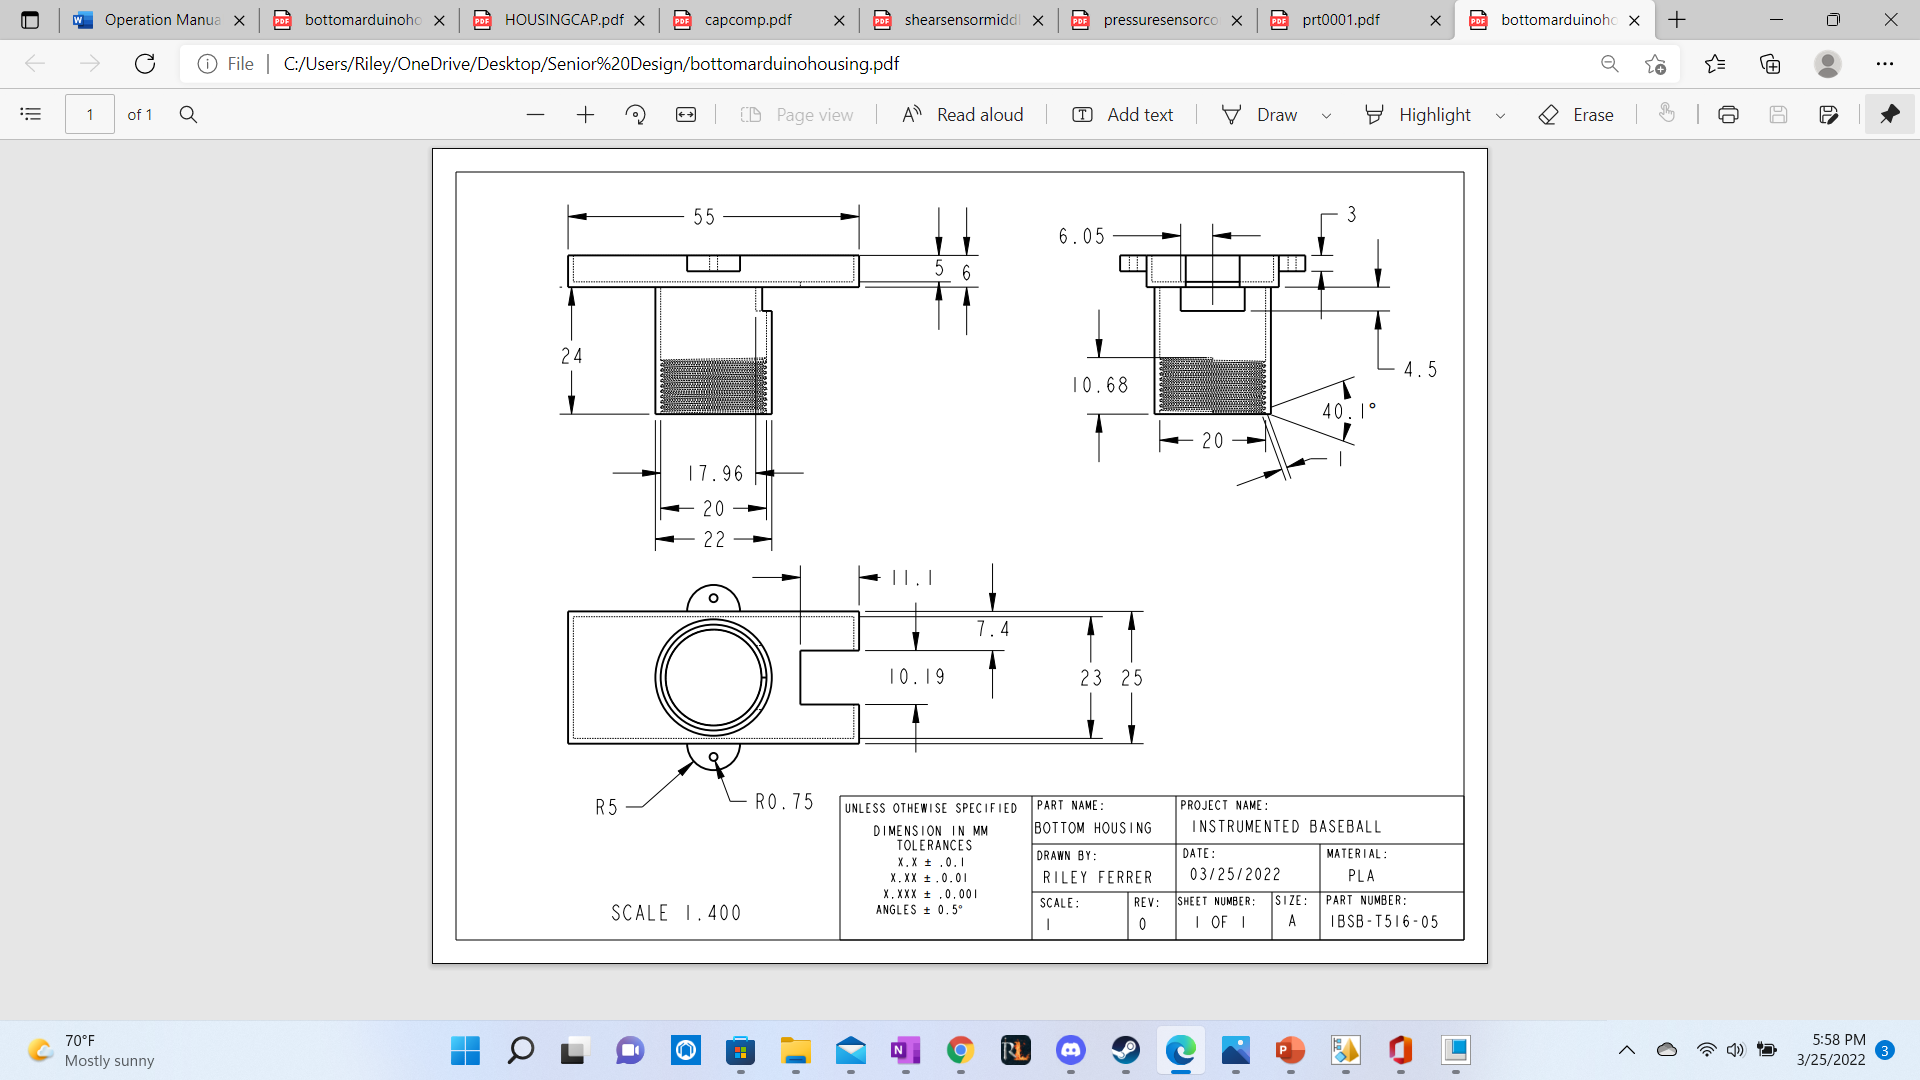 Operation Manua
bottomarduinoho
HOUSINGCAP.pdf
capcomp.pdf
shearsensormiddl
pressuresensorco
prt0001.pdf
bottomarduinoho
File C:/Users/Riley/OneDrive/Desktop/Senior%20Design/bottomarduinohousing.pdf
1 of 1
Page view
Read aloud
Add text
Draw
Highlight
Erase
55
5 6
24
17.96
20
22
6.05
3
4.5
10.68
40.1°
20
1
11.1
7.4
10.19
23 25
R5
R0.75
SCALE 1.400
UNLESS OTHEWISE SPECIFIED
DIMENSION IN MM
TOLERANCES
X.X ± .0.1
X.XX ±.0.01
X.XXX ± .0.001
ANGLES ± 0.5°
PART NAME:
BOTTOM HOUSING
PROJECT NAME:
INSTRUMENTED BASEBALL
DRAWN BY:
RILEY FERRER
DATE:
03/25/2022
MATERIAL:
PLA
SCALE:
1
REV:
0
SHEET NUMBER:
1 OF 1
SIZE:
A
PART NUMBER:
IBSB-T516-05
70°F
Mostly sunny
5:58 PM
3/25/2022
3